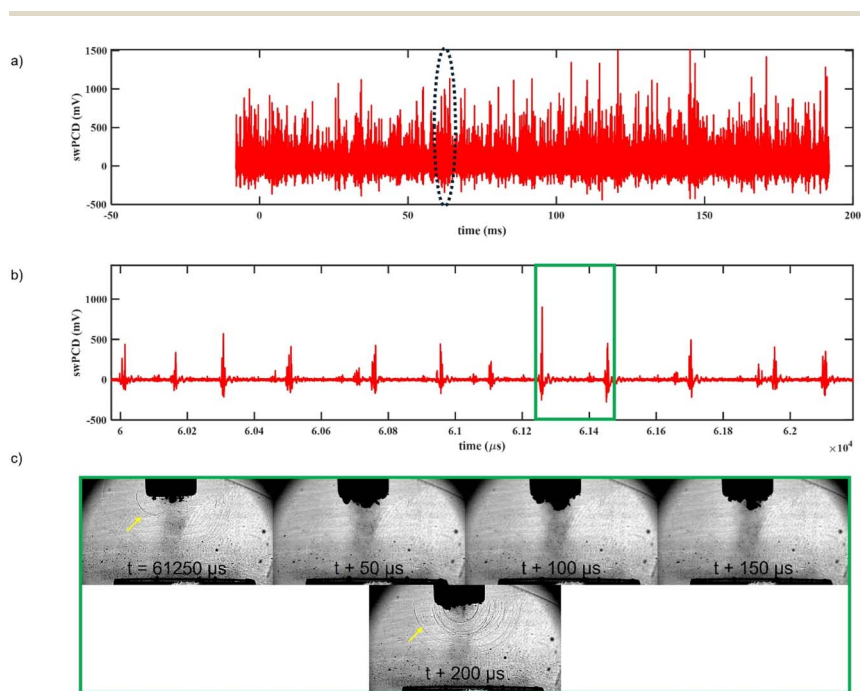 a)
1500
1000
500
0
-500
swPCD (mV)
-50 0 50 100 150 200
time (ms)
b)
1000
500
0
-500
swPCD (mV)
6 6.02 6.04 6.06 6.08 6.1 6.12 6.14 6.16 6.18 6.2
time (μs)
×10⁴
c)
t = 61250 μs t + 50 μs t + 100 μs t + 150 μs
t + 200 μs